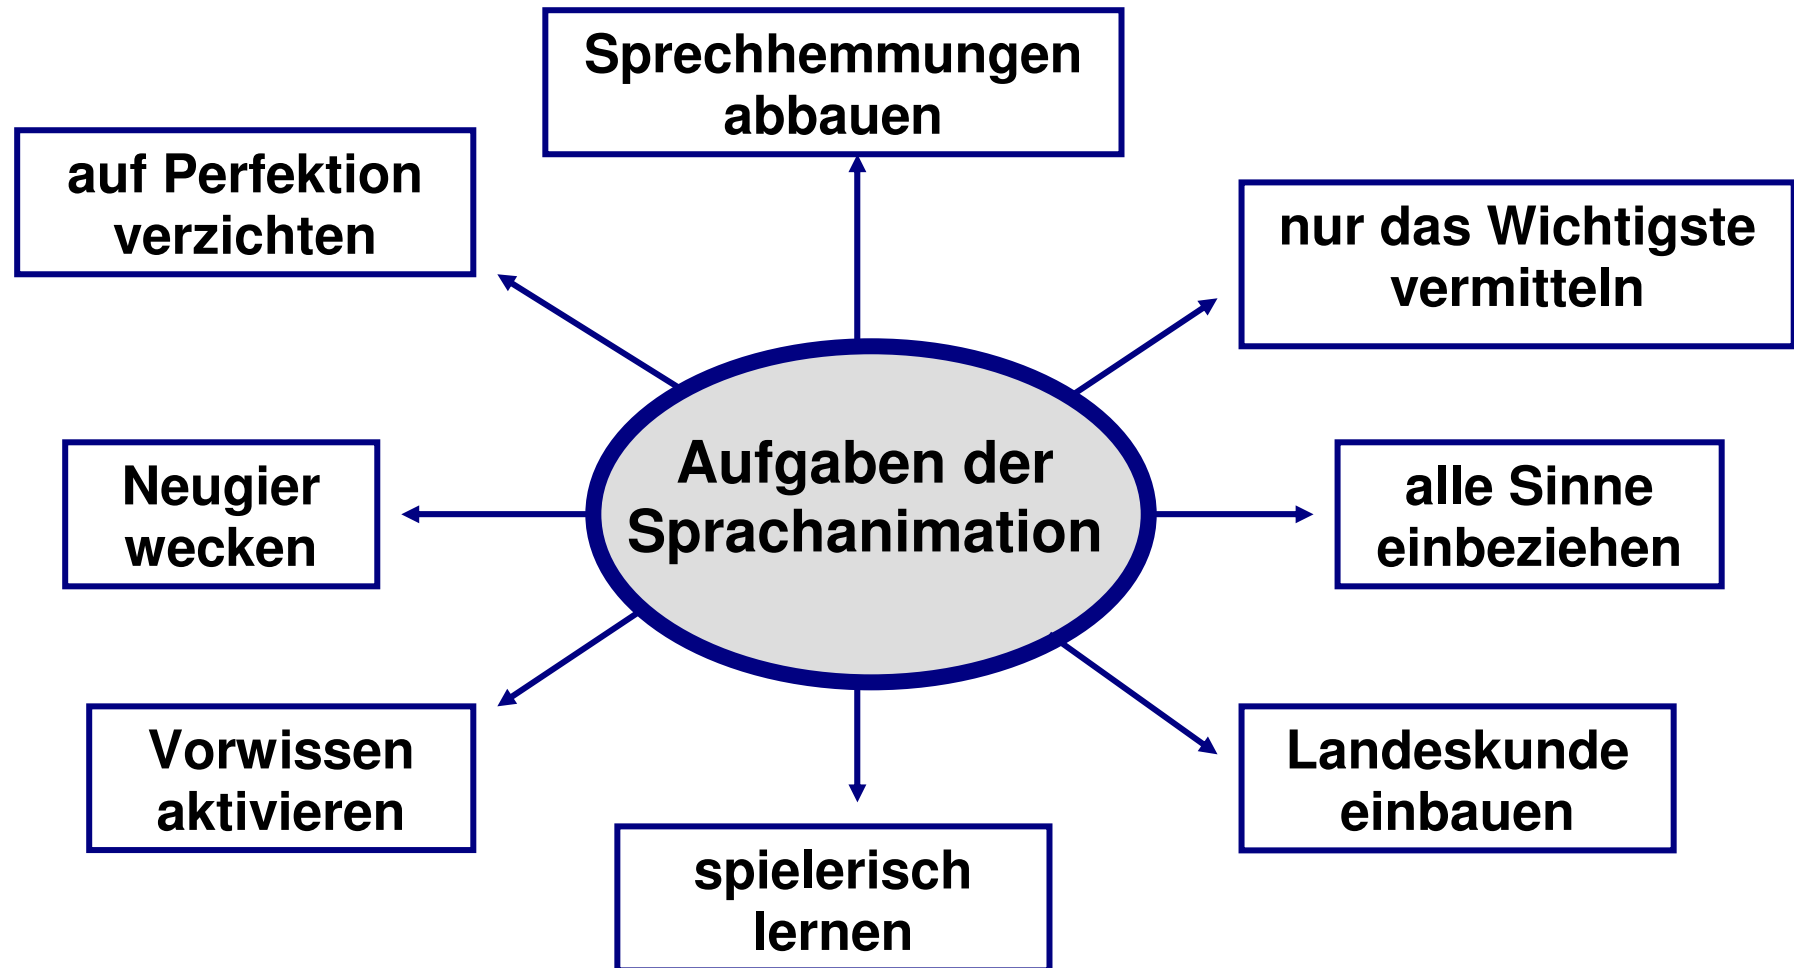 Sprechhemmungen
abbauen
auf Perfektion
verzichten
nur das Wichtigste
vermitteln
Aufgaben der
Sprachanimation
Neugier
wecken
alle Sinne
einbeziehen
Vorwissen
aktivieren
Landeskunde
einbauen
spielerisch
lernen